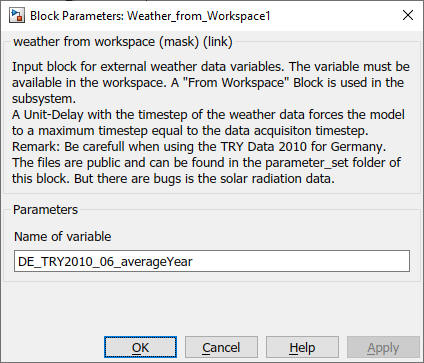 Block Parameters: Weather_from_Workspace1
weather from workspace (mask) (link)
Input block for external weather data variables. The variable must be
available in the workspace. A "From Workspace" Block is used in the
subsystem.
A Unit-Delay with the timestep of the weather data forces the model
to a maximum timestep equal to the data acquisiton timestep.
Remark: Be carefull when using the TRY Data 2010 for Germany.
The files are public and can be found in the parameter_set folder of
this block. But there are bugs is the solar radiation data.
Parameters
Name of variable
DE_TRY2010_06_averageYear
OK Cancel Help Apply